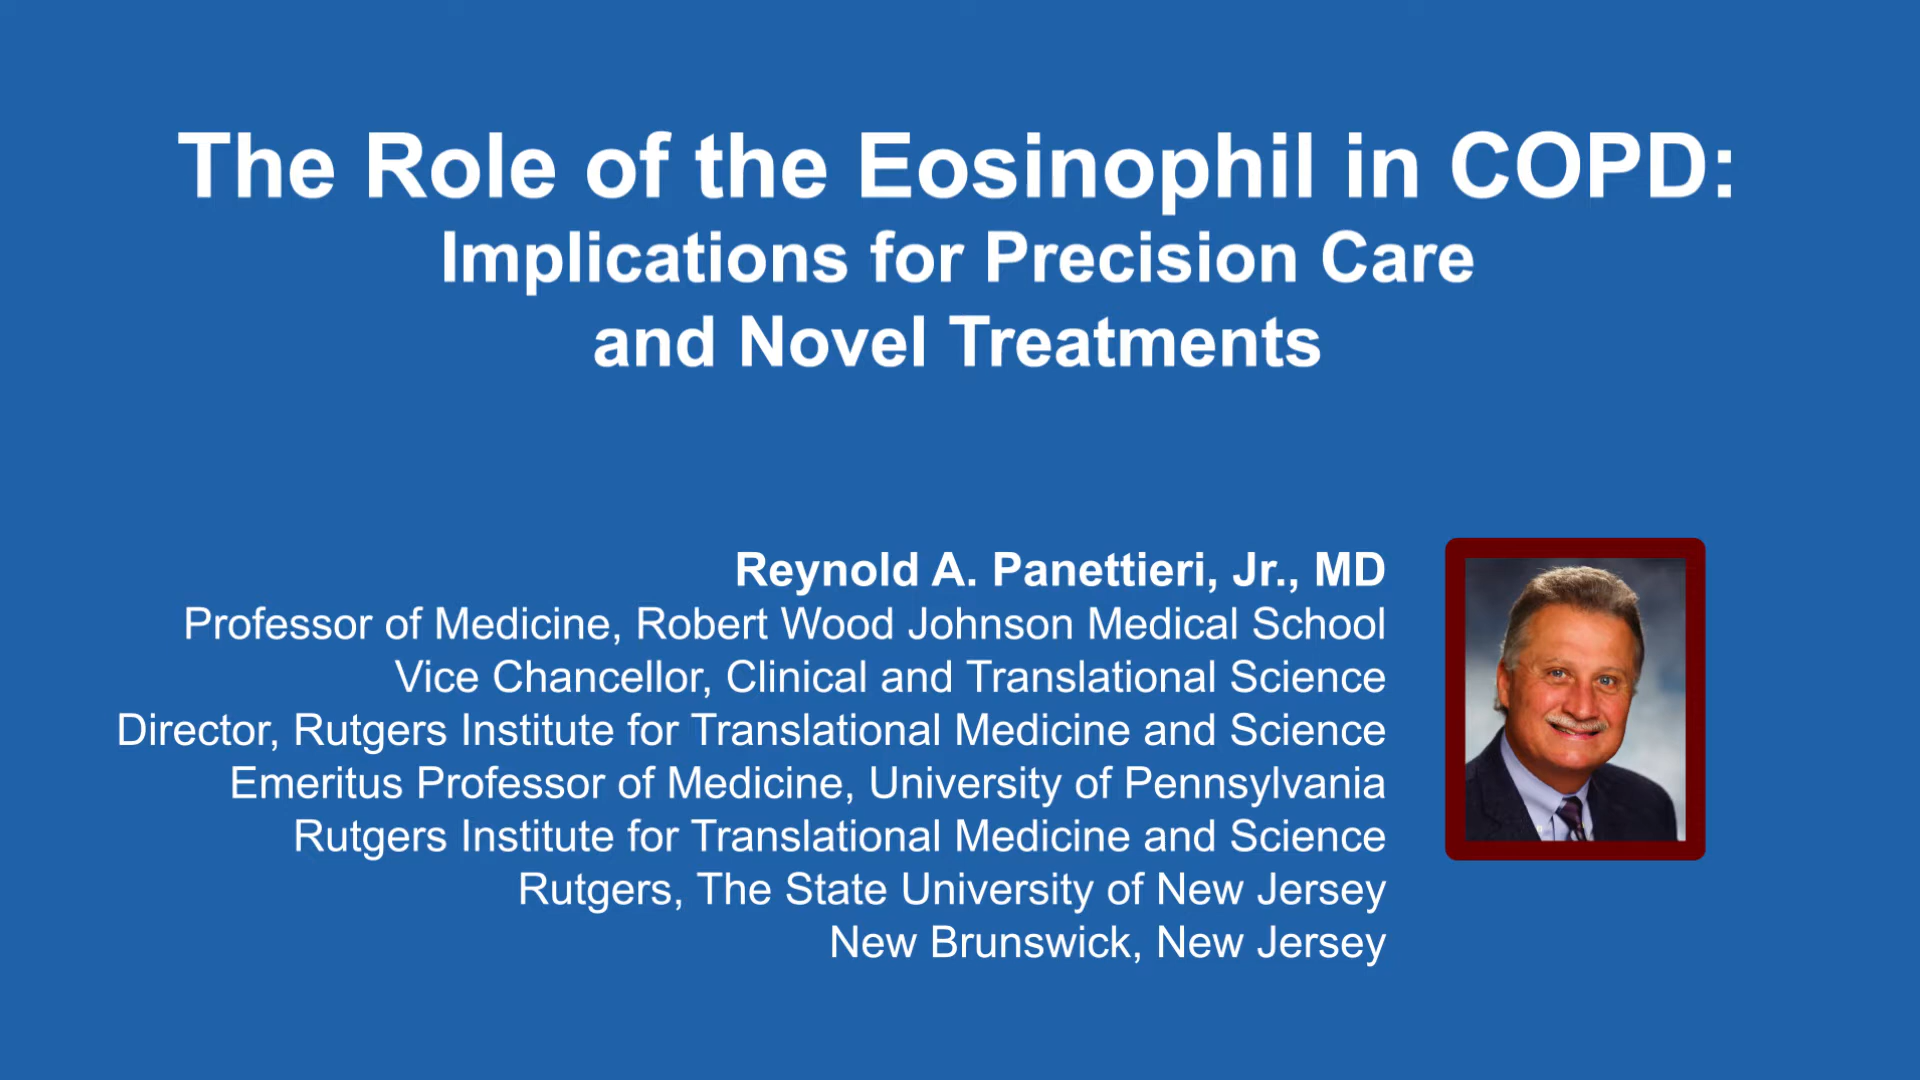 The Role of the Eosinophil in COPD:
Implications for Precision Care
and Novel Treatments
Reynold A. Panettieri, Jr., MD
Professor of Medicine, Robert Wood Johnson Medical School
Vice Chancellor, Clinical and Translational Science
Director, Rutgers Institute for Translational Medicine and Science
Emeritus Professor of Medicine, University of Pennsylvania
Rutgers Institute for Translational Medicine and Science
Rutgers, The State University of New Jersey
New Brunswick, New Jersey